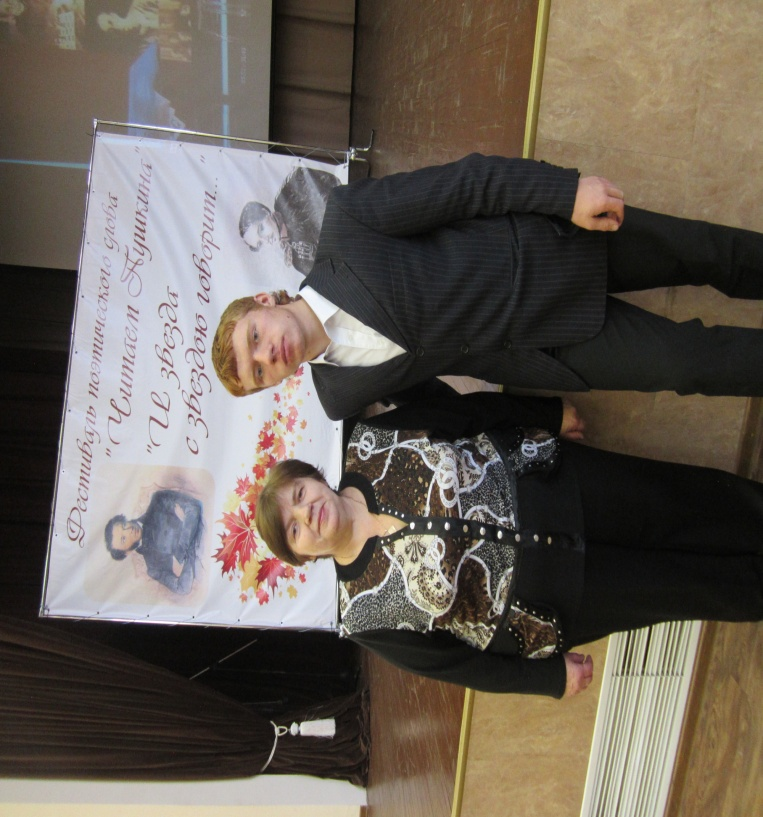 Фестиваль поэтического слова
"Читаем Пушкина"
"И звезда
с звездою говорит..."